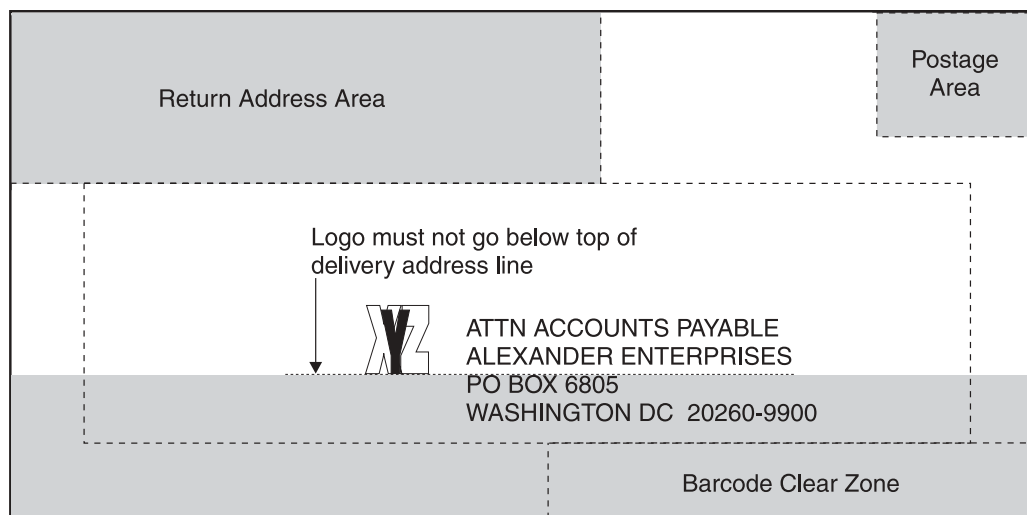 Return Address Area
Postage
Area
Logo must not go below top of
delivery address line
XYZ
ATTN ACCOUNTS PAYABLE
ALEXANDER ENTERPRISES
PO BOX 6805
WASHINGTON DC  20260-9900
Barcode Clear Zone